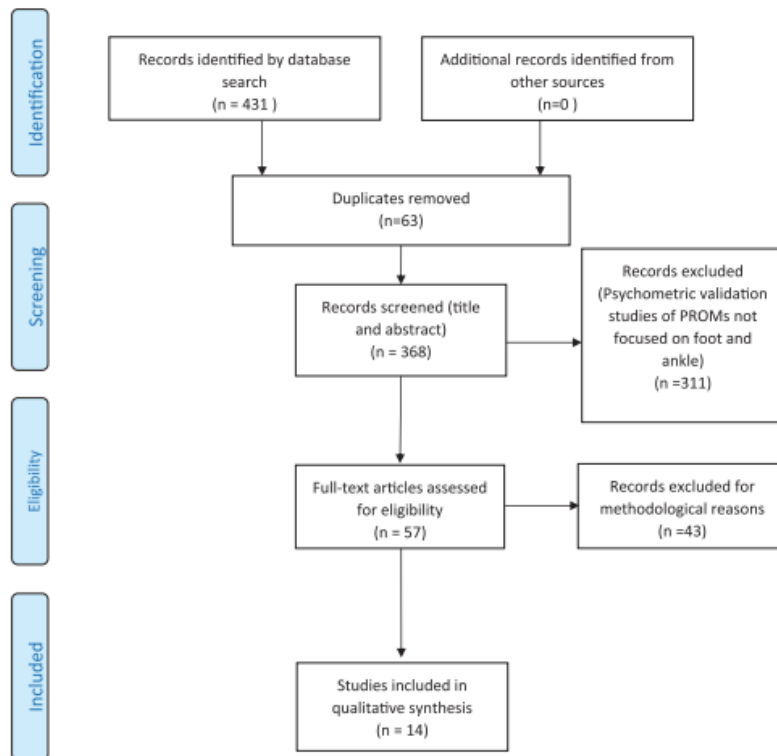 Identification
Records identified by database
search
(n = 431 )
Additional records identified from
other sources
(n=0 )
Duplicates removed
(n=63)
Screening
Records screened (title
and abstract)
(n = 368)
Records excluded
(Psychometric validation
studies of PROMs not
focused on foot and
ankle)
(n =311)
Eligibility
Full-text articles assessed
for eligibility
(n = 57)
Records excluded for
methodological reasons
(n =43)
Included
Studies included in
qualitative synthesis
(n = 14)